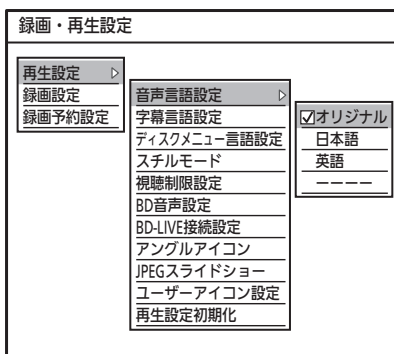 録画・再生設定
再生設定
録画設定
録画予約設定
音声言語設定
字幕言語設定
ディスクメニュー言語設定
スチルモード
視聴制限設定
BD音声設定
BD-LIVE接続設定
アングルアイコン
JPEGスライドショー
ユーザーアイコン設定
再生設定初期化
オリジナル
日本語
英語
−−−−